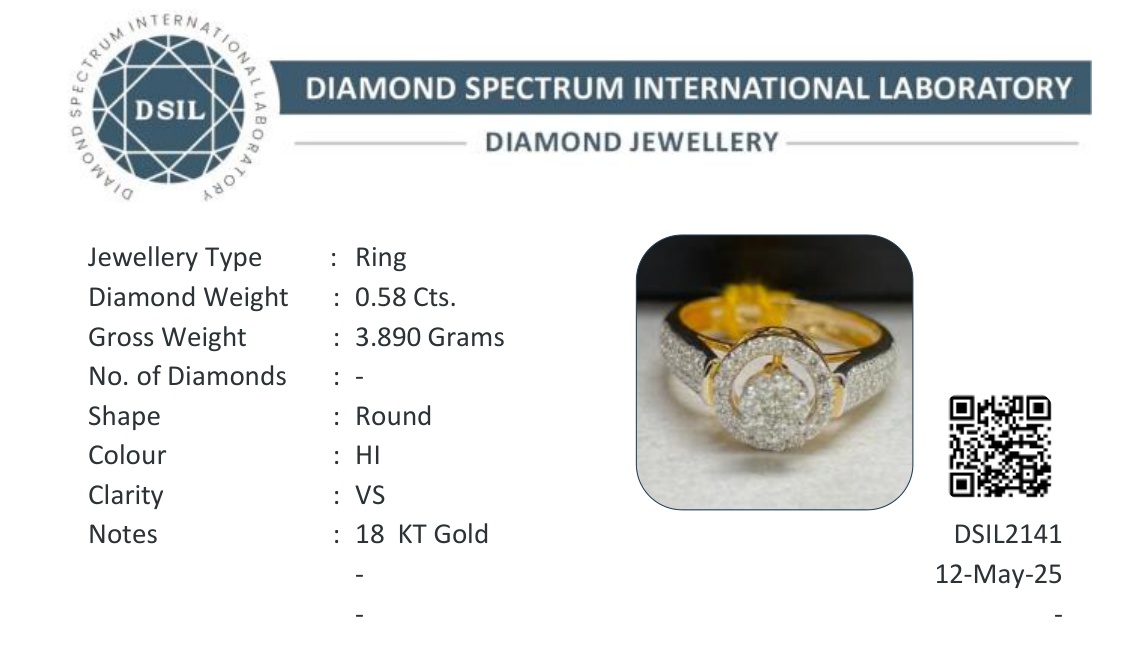 DIAMOND SPECTRUM INTERNATIONAL LABORATORY
DSIL
DIAMOND SPECTRUM INTERNATIONAL LABORATORY
DIAMOND JEWELLERY
Jewellery Type : Ring
Diamond Weight : 0.58 Cts.
Gross Weight : 3.890 Grams
No. of Diamonds : -
Shape : Round
Colour : HI
Clarity : VS
Notes : 18 KT Gold
-
-
DSIL2141
12-May-25
-